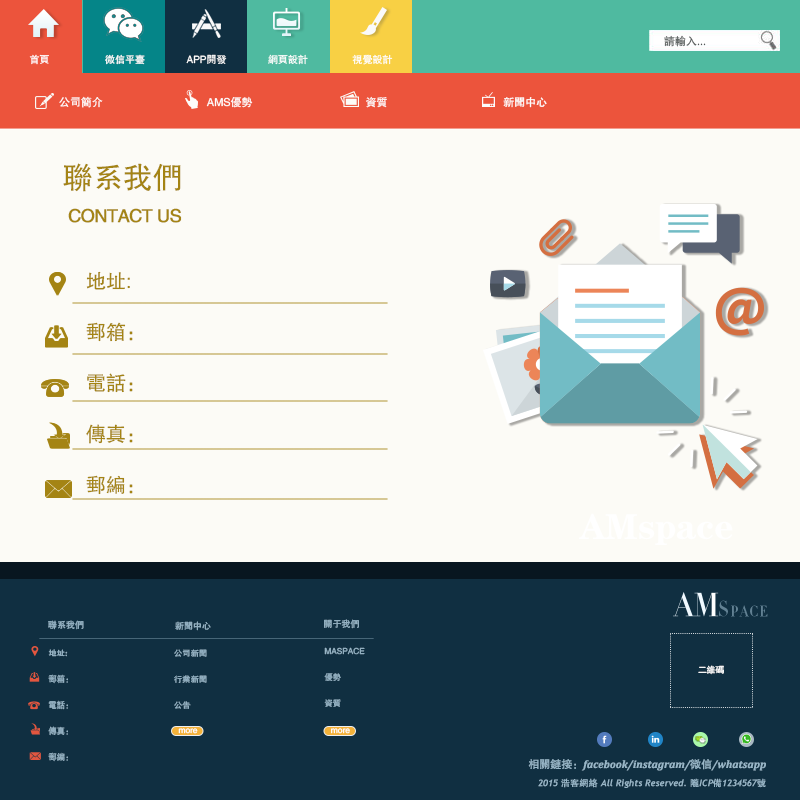 首頁 微信平臺 APP開發 網頁設計 視覺設計
請輸入...
公司簡介 AMS優勢 資質 新聞中心
聯系我們
CONTACT US
地址:
郵箱：
電話：
傳真：
郵編：
@
AMspace
AMSPACE
聯系我們 新聞中心 關于我們
地址: 公司新聞 MASPACE
郵箱: 行業新聞 優勢
電話: 公告 資質
傳真: more more
郵編:
二維碼
相關鏈接：facebook/instagram/微信/whatsapp
2015 浩客網絡 All Rights Reserved. 隴ICP備1234567號